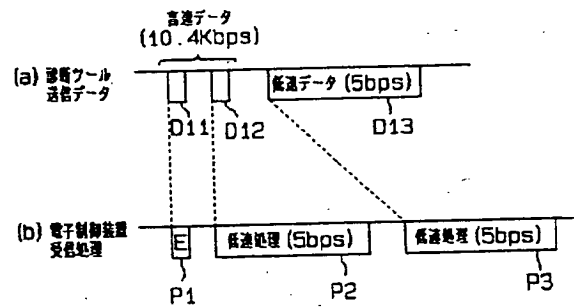 高速データ
(10.4Kbps)
(a) 診断ツール
送信データ
低速データ (5bps)
D11
D12
D13
(b) 電子制御装置
受信処理
E
低速処理 (5bps)
低速処理 (5bps)
P1
P2
P3